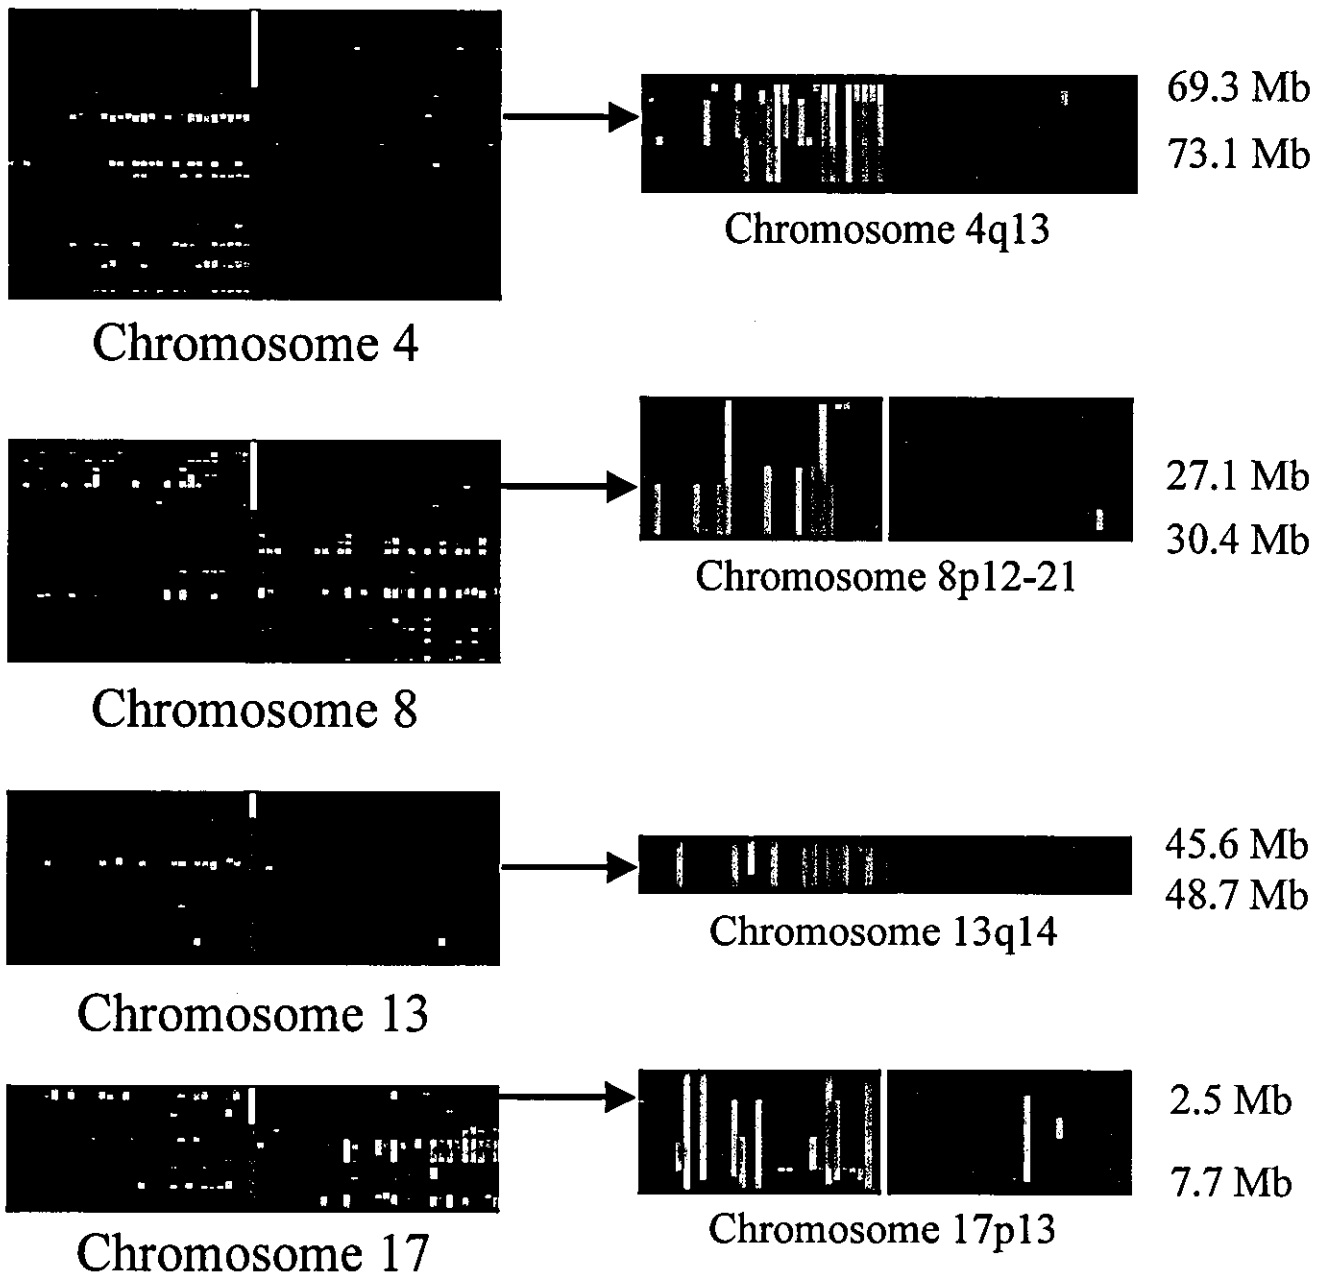 69.3 Mb
73.1 Mb
Chromosome 4q13
Chromosome 4
27.1 Mb
30.4 Mb
Chromosome 8p12-21
Chromosome 8
45.6 Mb
48.7 Mb
Chromosome 13q14
Chromosome 13
2.5 Mb
7.7 Mb
Chromosome 17p13
Chromosome 17